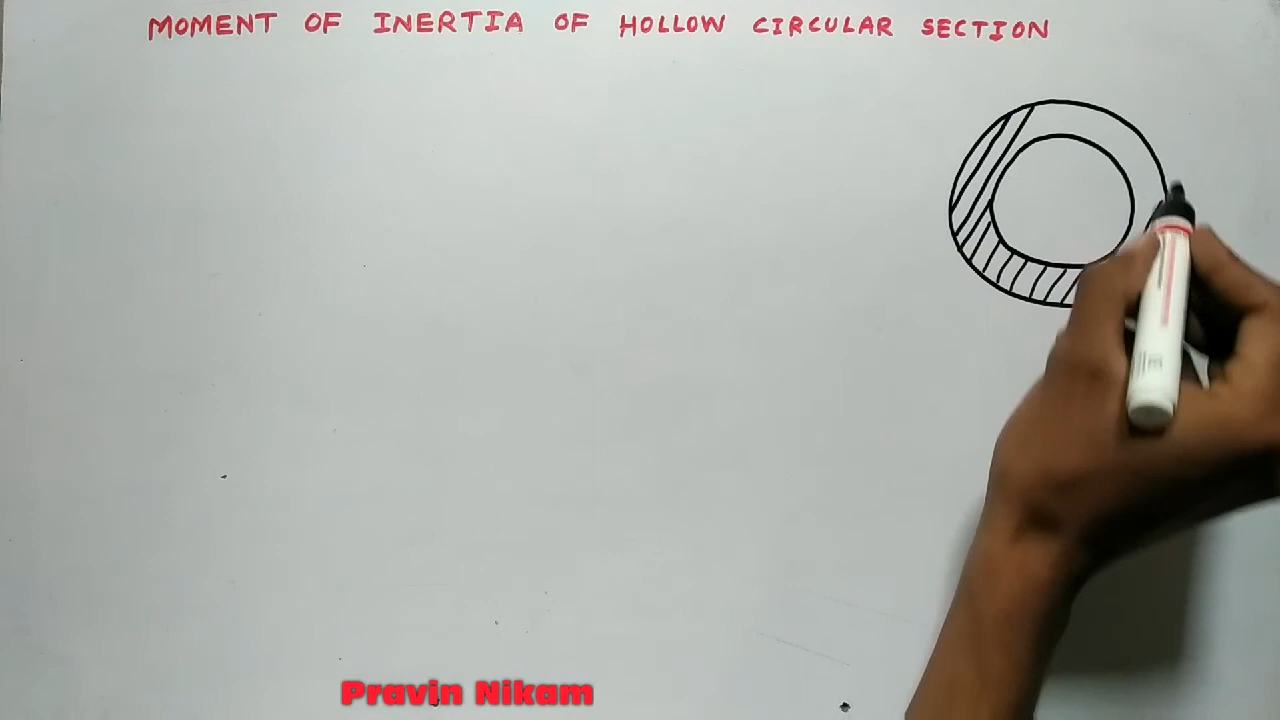 MOMENT OF INERTIA OF HOLLOW CIRCULAR SECTION
Pravin Nikam